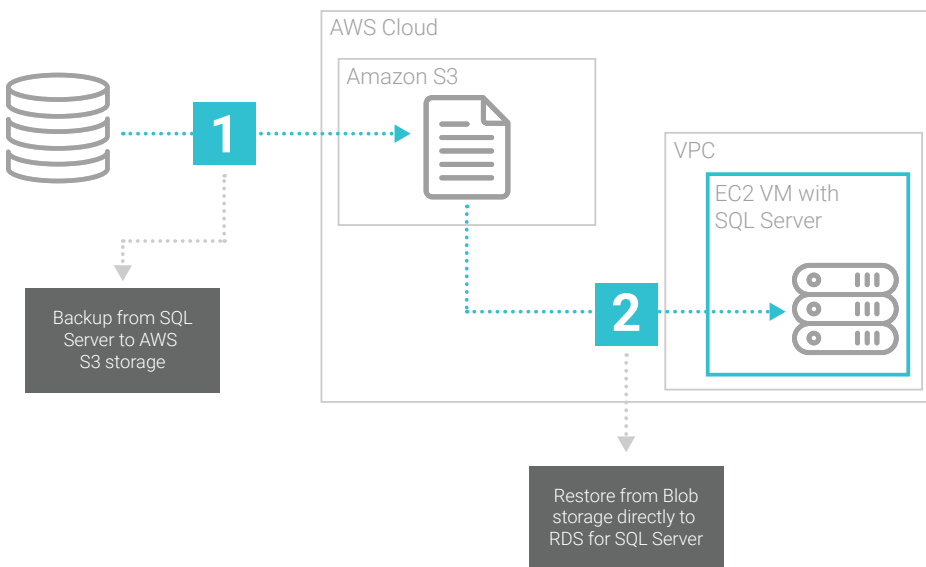 AWS Cloud
Amazon S3
1
VPC
EC2 VM with
SQL Server
2
Backup from SQL
Server to AWS
S3 storage
Restore from Blob
storage directly to
RDS for SQL Server